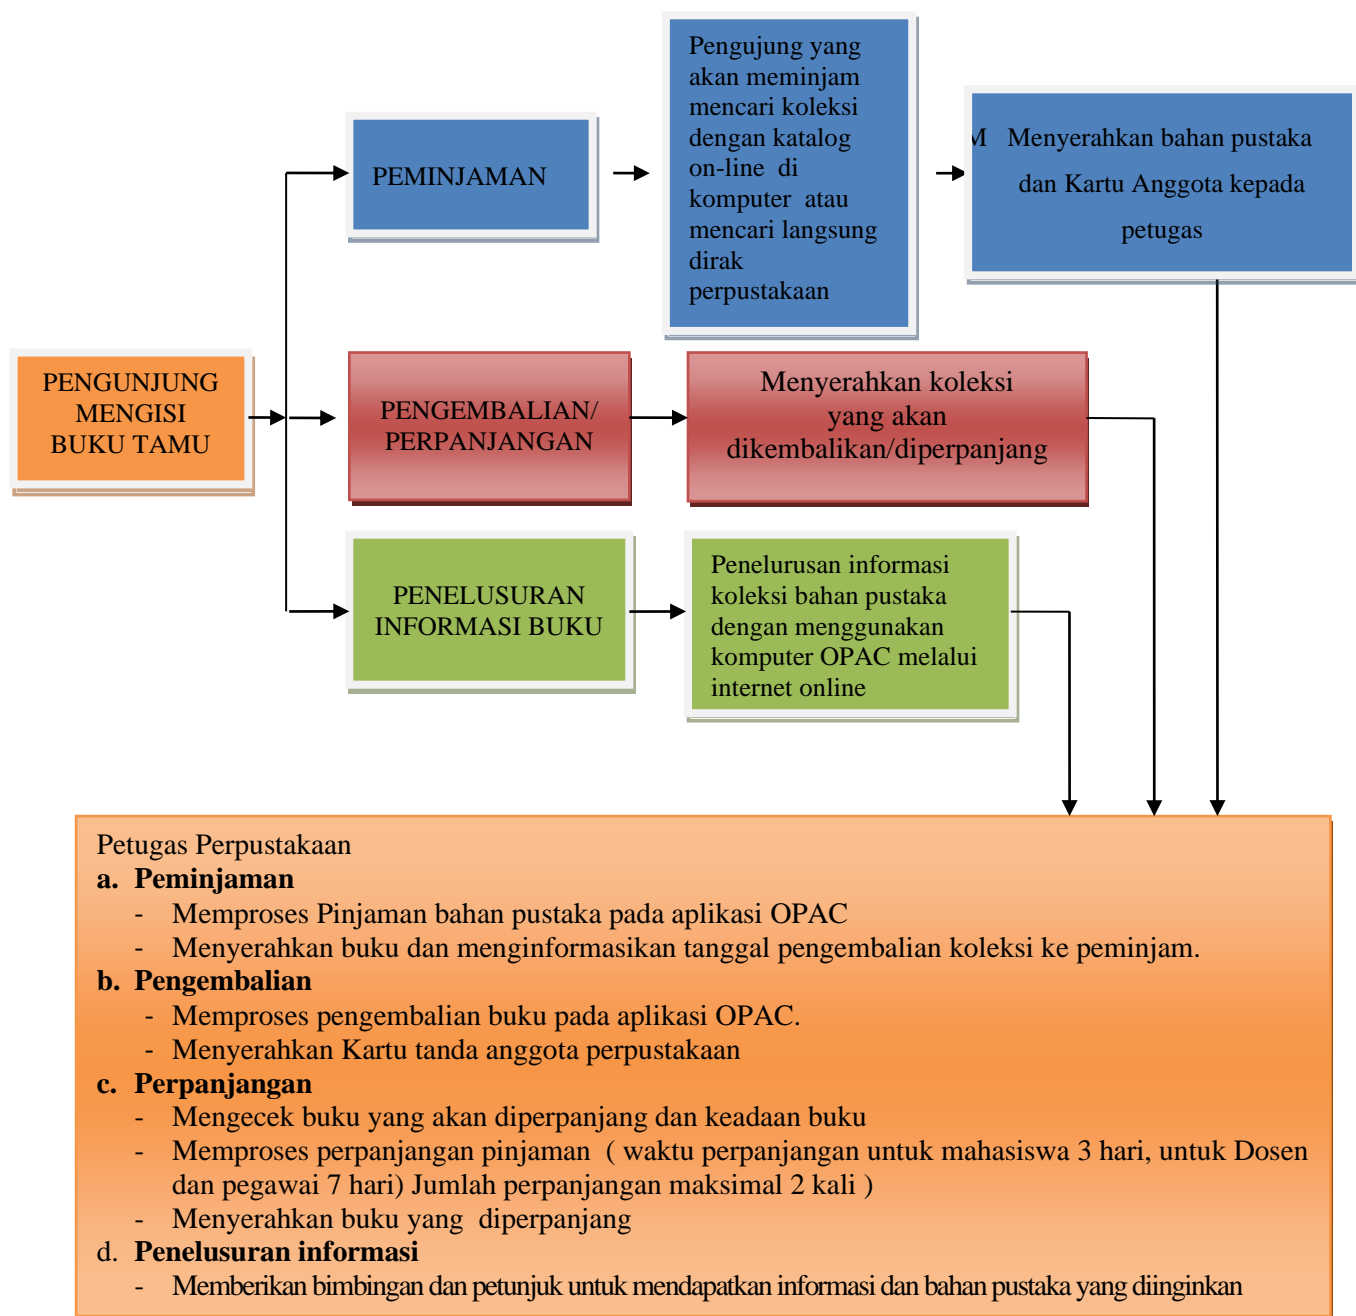 PENGUNJUNG
MENGISI
BUKU TAMU
PEMINJAMAN
Pengujung yang
akan meminjam
mencari koleksi
dengan katalog
on-line di
komputer atau
mencari langsung
dirak
perpustakaan
M Menyerahkan bahan pustaka
dan Kartu Anggota kepada
petugas
PENGEMBALIAN/
PERPANJANGAN
Menyerahkan koleksi
yang akan
dikembalikan/diperpanjang
PENELUSURAN
INFORMASI BUKU
Penelurusan informasi
koleksi bahan pustaka
dengan menggunakan
komputer OPAC melalui
internet online
Petugas Perpustakaan
a. Peminjaman
- Memproses Pinjaman bahan pustaka pada aplikasi OPAC
- Menyerahkan buku dan menginformasikan tanggal pengembalian koleksi ke peminjam.
b. Pengembalian
- Memproses pengembalian buku pada aplikasi OPAC.
- Menyerahkan Kartu tanda anggota perpustakaan
c. Perpanjangan
- Mengecek buku yang akan diperpanjang dan keadaan buku
- Memproses perpanjangan pinjaman ( waktu perpanjangan untuk mahasiswa 3 hari, untuk Dosen
dan pegawai 7 hari) Jumlah perpanjangan maksimal 2 kali )
- Menyerahkan buku yang diperpanjang
d. Penelusuran informasi
- Memberikan bimbingan dan petunjuk untuk mendapatkan informasi dan bahan pustaka yang diinginkan